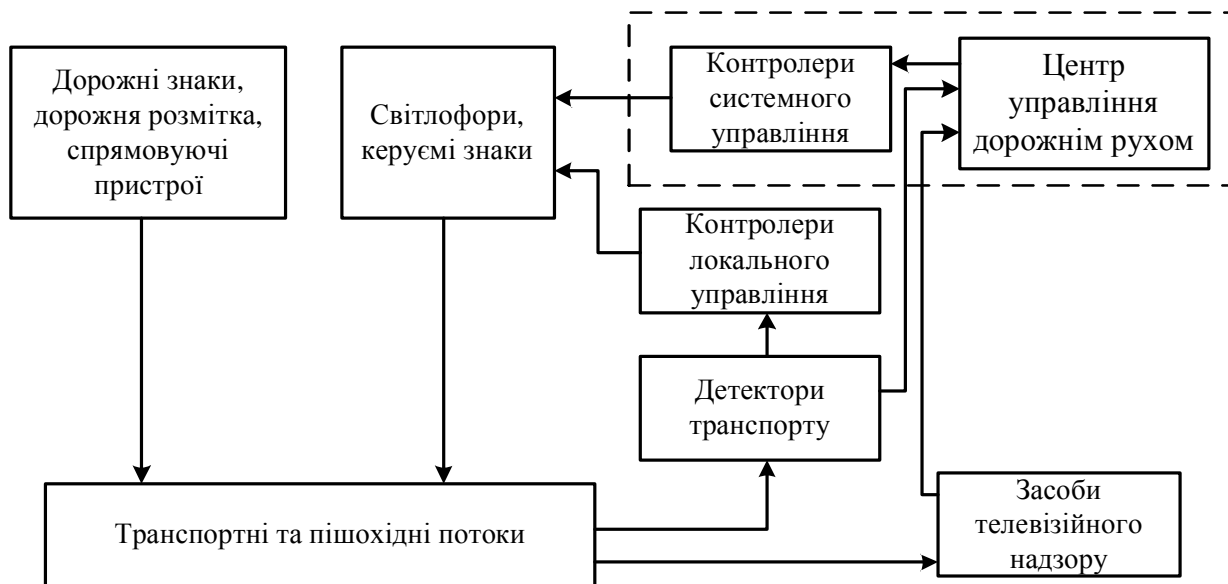 Дорожні знаки,
дорожня розмітка,
спрямовуючі
пристрої
Світлофори,
керуємі знаки
Контролери
системного
управління
Центр
управління
дорожнім рухом
Контролери
локального
управління
Детектори
транспорту
Транспортні та пішохідні потоки
Засоби
телевізійного
надзору